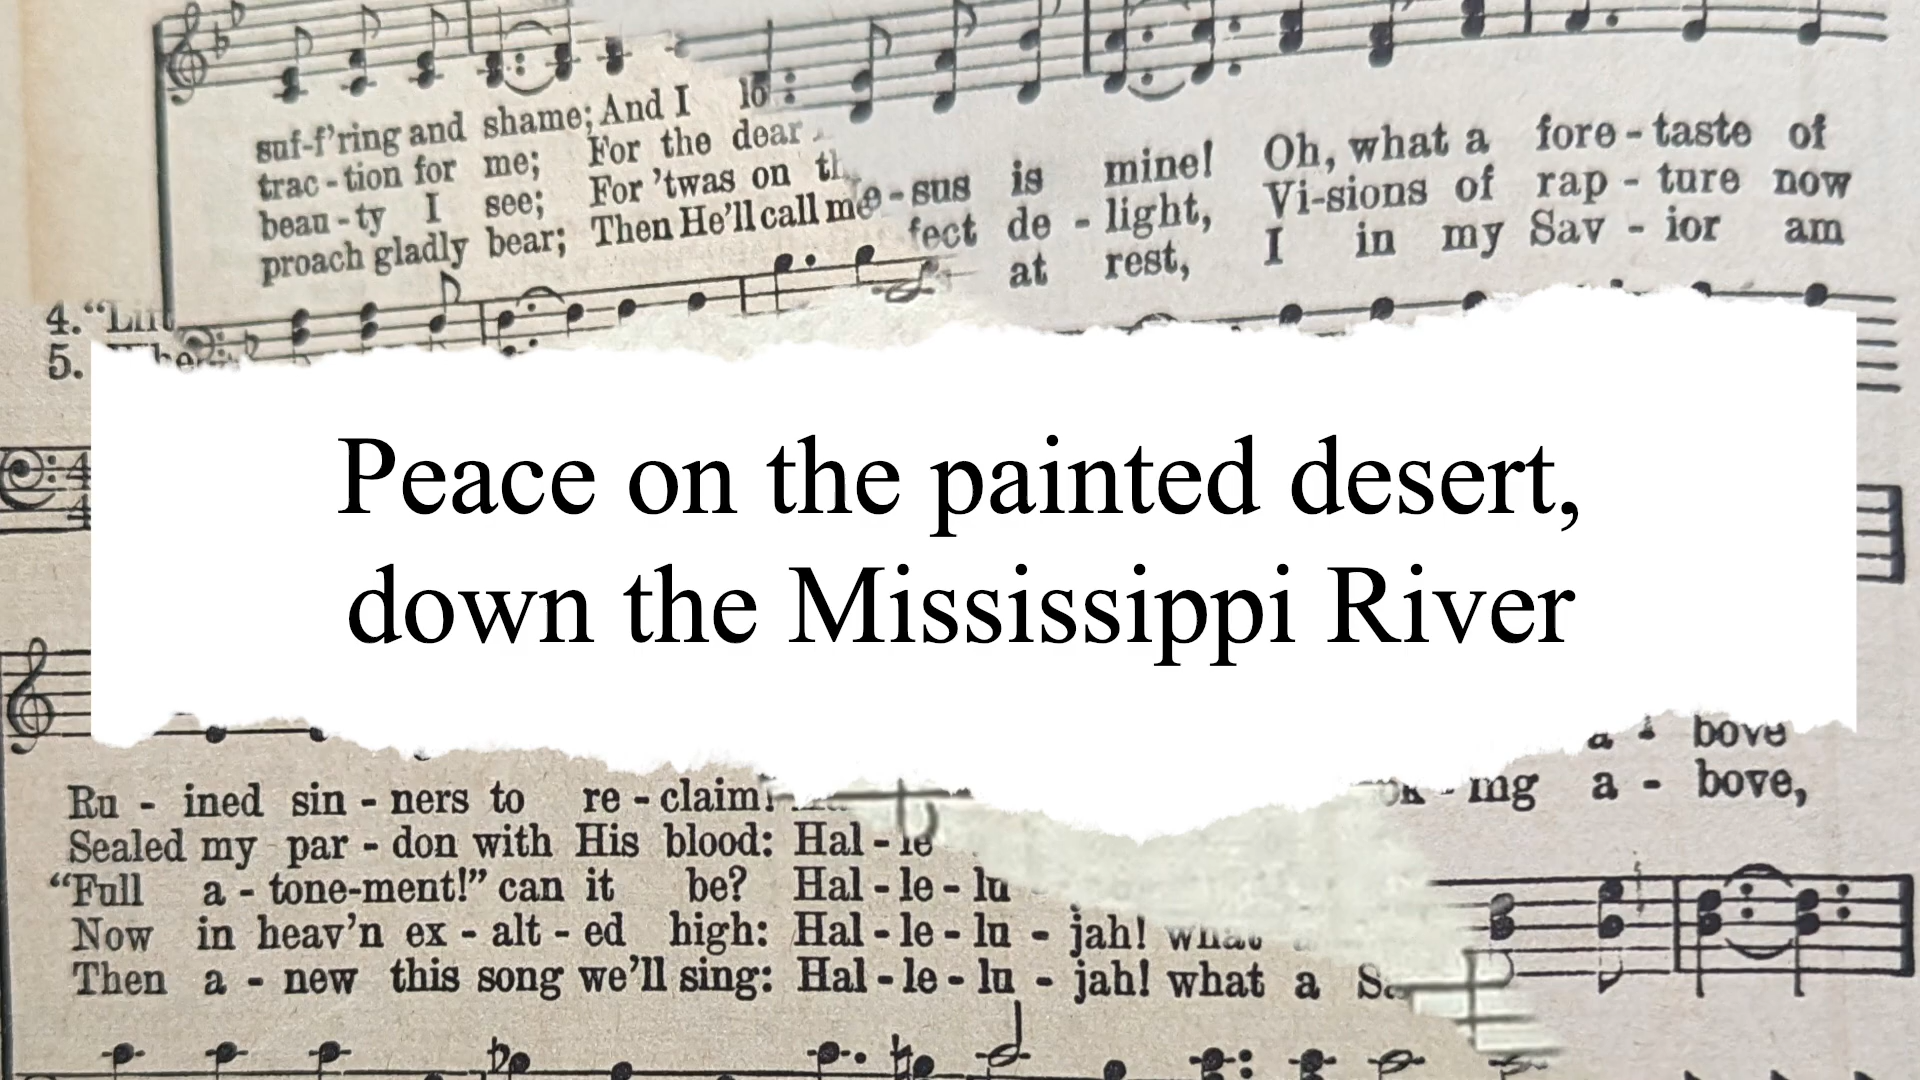 suf-f'ring and shame; And I lo
trac-tion for me; For the dear
beau-ty I see; For 'twas on th
proach gladly bear; Then He'll call me
e-sus is mine! Oh, what a fore-taste of
fect de-light, Vi-sions of rap-ture now
at rest, I in my Sav-ior am
4. “
5.
Peace on the painted desert,
down the Mississippi River
a - bove
ing a - bove,
Ru - ined sin - ners to re - claim!
Sealed my par - don with His blood: Hal - le
“Full a - tone-ment!” can it be? Hal - le - lu
Now in heav'n ex - alt - ed high: Hal - le - lu - jah! what
Then a - new this song we'll sing: Hal - le - lu - jah! what a S